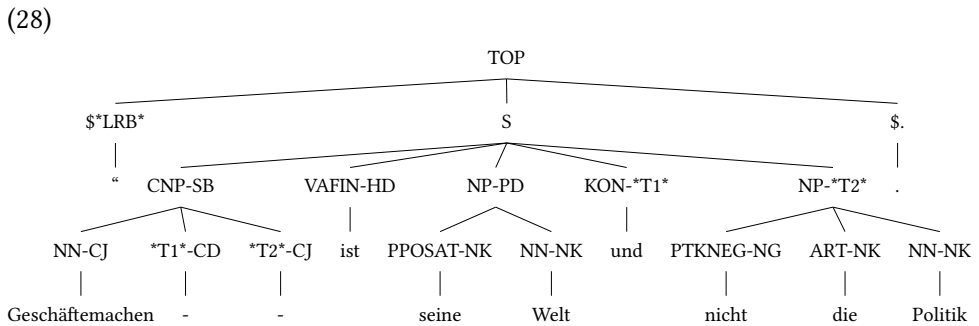 (28)
TOP
$*LRB* S $.
“ CNP-SB VAFIN-HD NP-PD KON-*T1* NP-*T2* .
NN-CJ *T1*-CD *T2*-CJ ist PPOSAT-NK NN-NK und PTKNEG-NG ART-NK NN-NK
Geschäftemachen - - seine Welt nicht die Politik